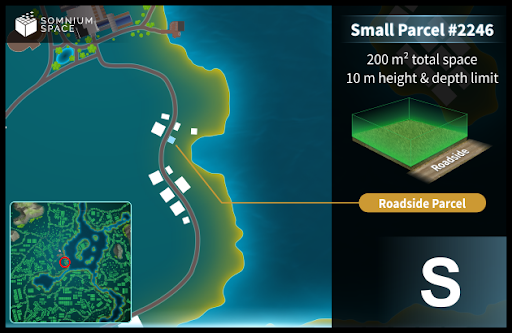 SOMNIUM
SPACE
Small Parcel #2246
200 m² total space
10 m height & depth limit
Roadside
Roadside Parcel
S